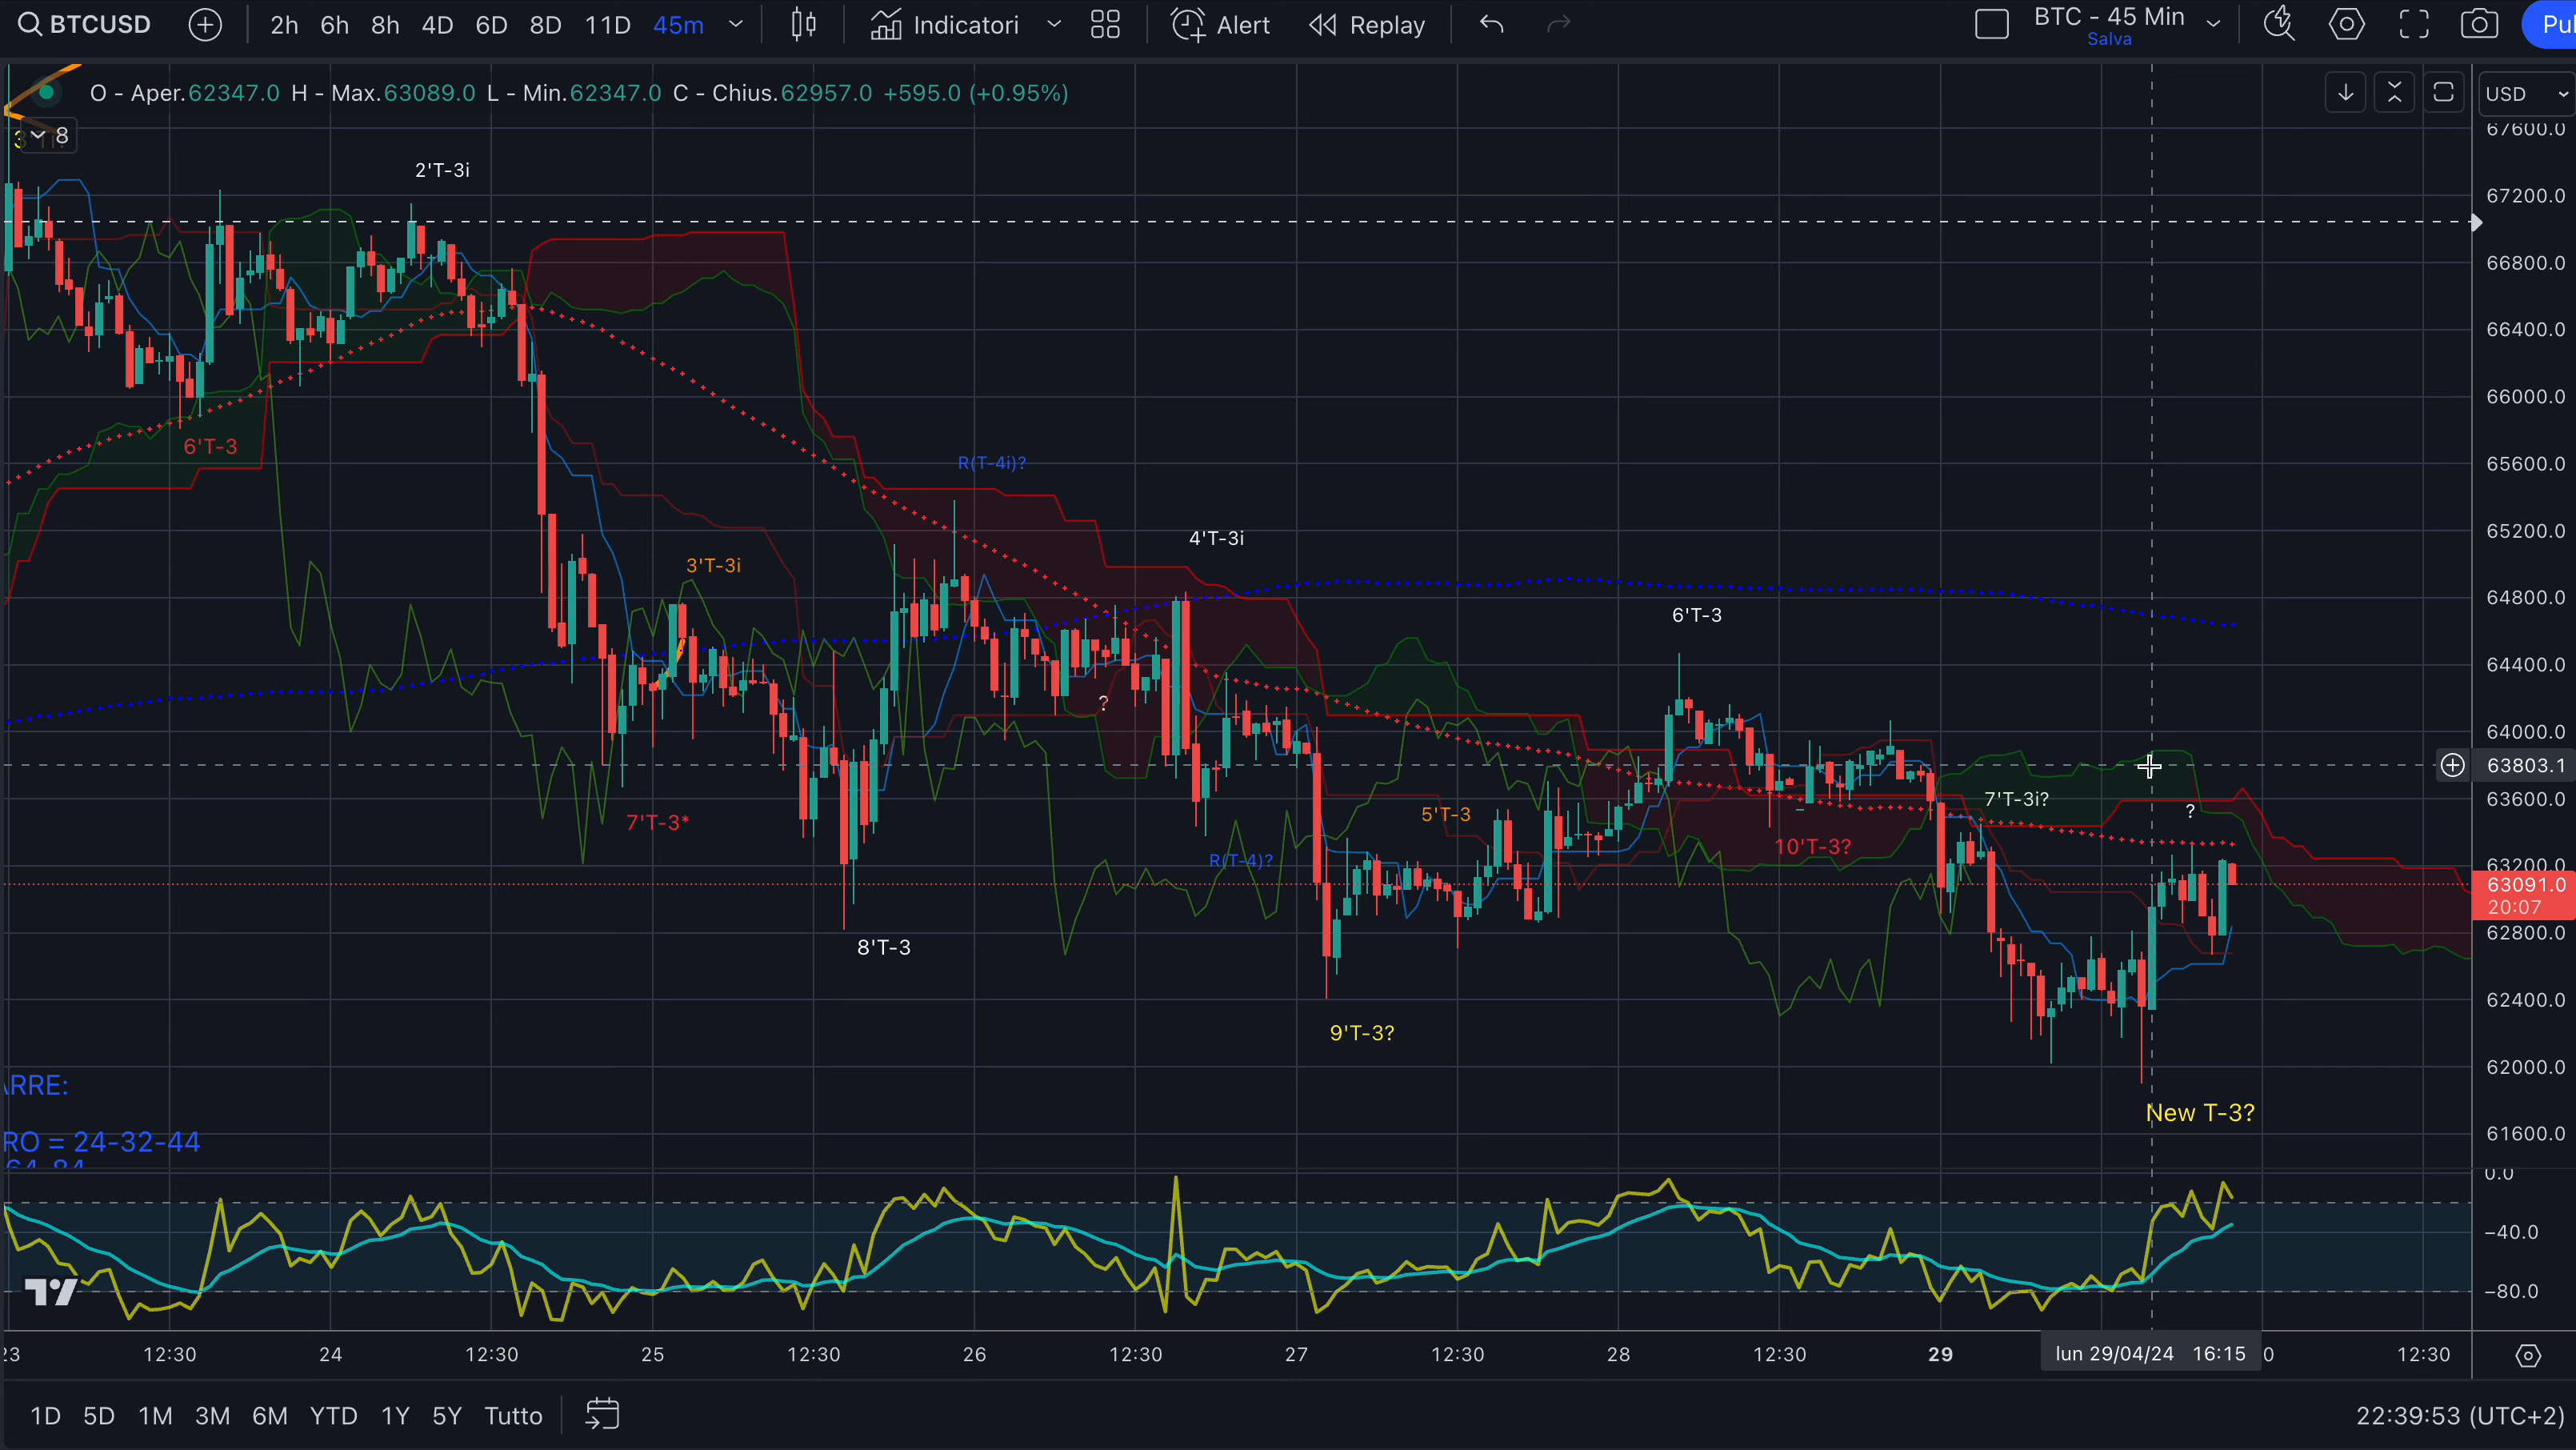 BTCUSD 2h 6h 8h 4D 6D 8D 11D 45m Indicatori Alert Replay BTC - 45 Min
Salva
O - Aper.62347.0 H - Max.63089.0 L - Min.62347.0 C - Chius.62957.0 +595.0 (+0.95%)
USD
8
67600.0
2'T-3i
67200.0
66800.0
66400.0
66000.0
6'T-3
R(T-4i)?
65600.0
65200.0
4'T-3i
3'T-3i
64800.0
6'T-3
64400.0
?
64000.0
63803.1
7'T-3i?
63600.0
?
5'T-3
7'T-3*
10'T-3?
R(T-4)?
63200.0
63091.0
20:07
62800.0
8'T-3
62400.0
9'T-3?
62000.0
ARRE:
New T-3?
61600.0
RO = 24-32-44
64-84
0.0
-40.0
-80.0
23 12:30 24 12:30 25 12:30 26 12:30 27 12:30 28 12:30 29 lun 29/04/24 16:15 12:30
1D 5D 1M 3M 6M YTD 1Y 5Y Tutto 22:39:53 (UTC+2)